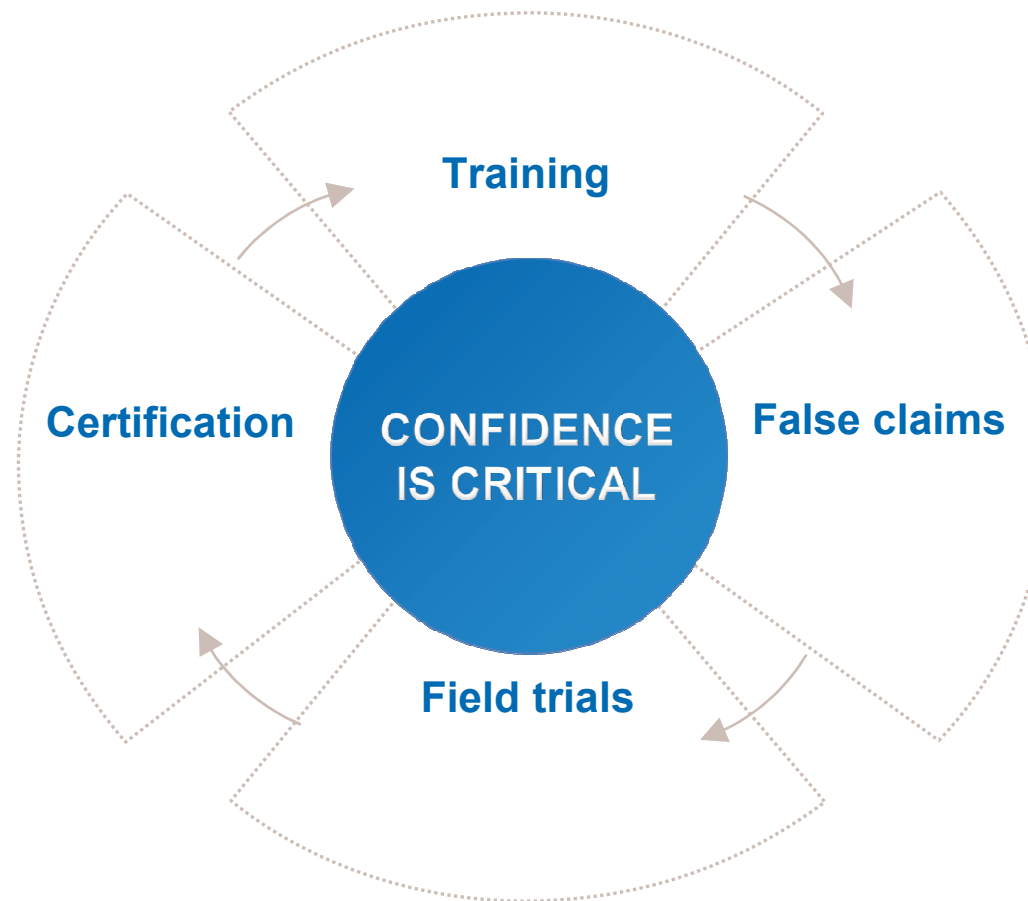 Training
Certification
CONFIDENCE
IS CRITICAL
False claims
Field trials